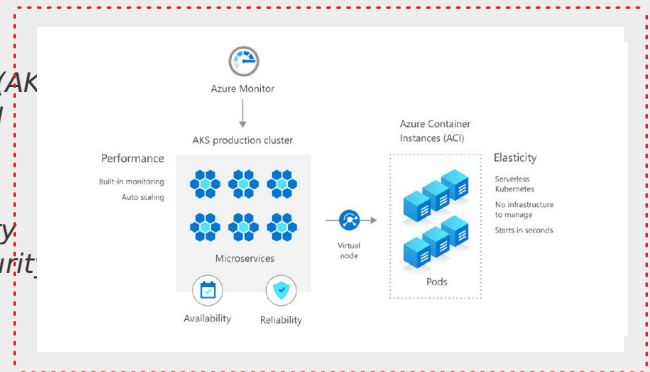 (AK
Azure Monitor
AKS production cluster
Performance
Built-in monitoring
Auto scaling
Microservices
Availability
Reliability
Virtual
node
Azure Container
Instances (ACI)
Pods
Elasticity
Serverless
Kubernetes
No infrastructure
to manage
Starts in seconds